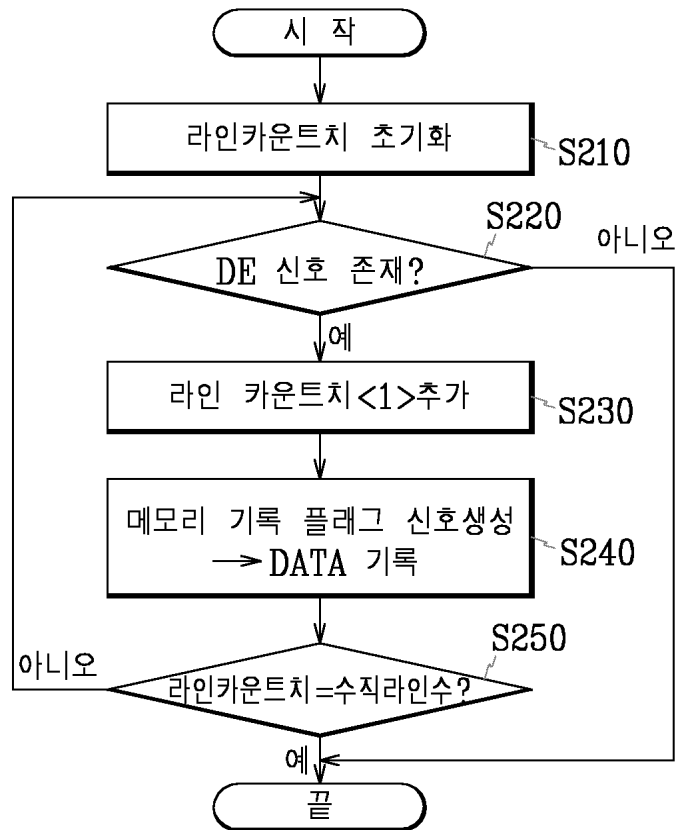 시 작
라인카운트치 초기화
S210
S220
아니오
DE 신호 존재?
예
라인 카운트치<1>추가
S230
메모리 기록 플래그 신호생성
→ DATA 기록
S240
S250
아니오
라인카운트치=수직라인수?
예
끝